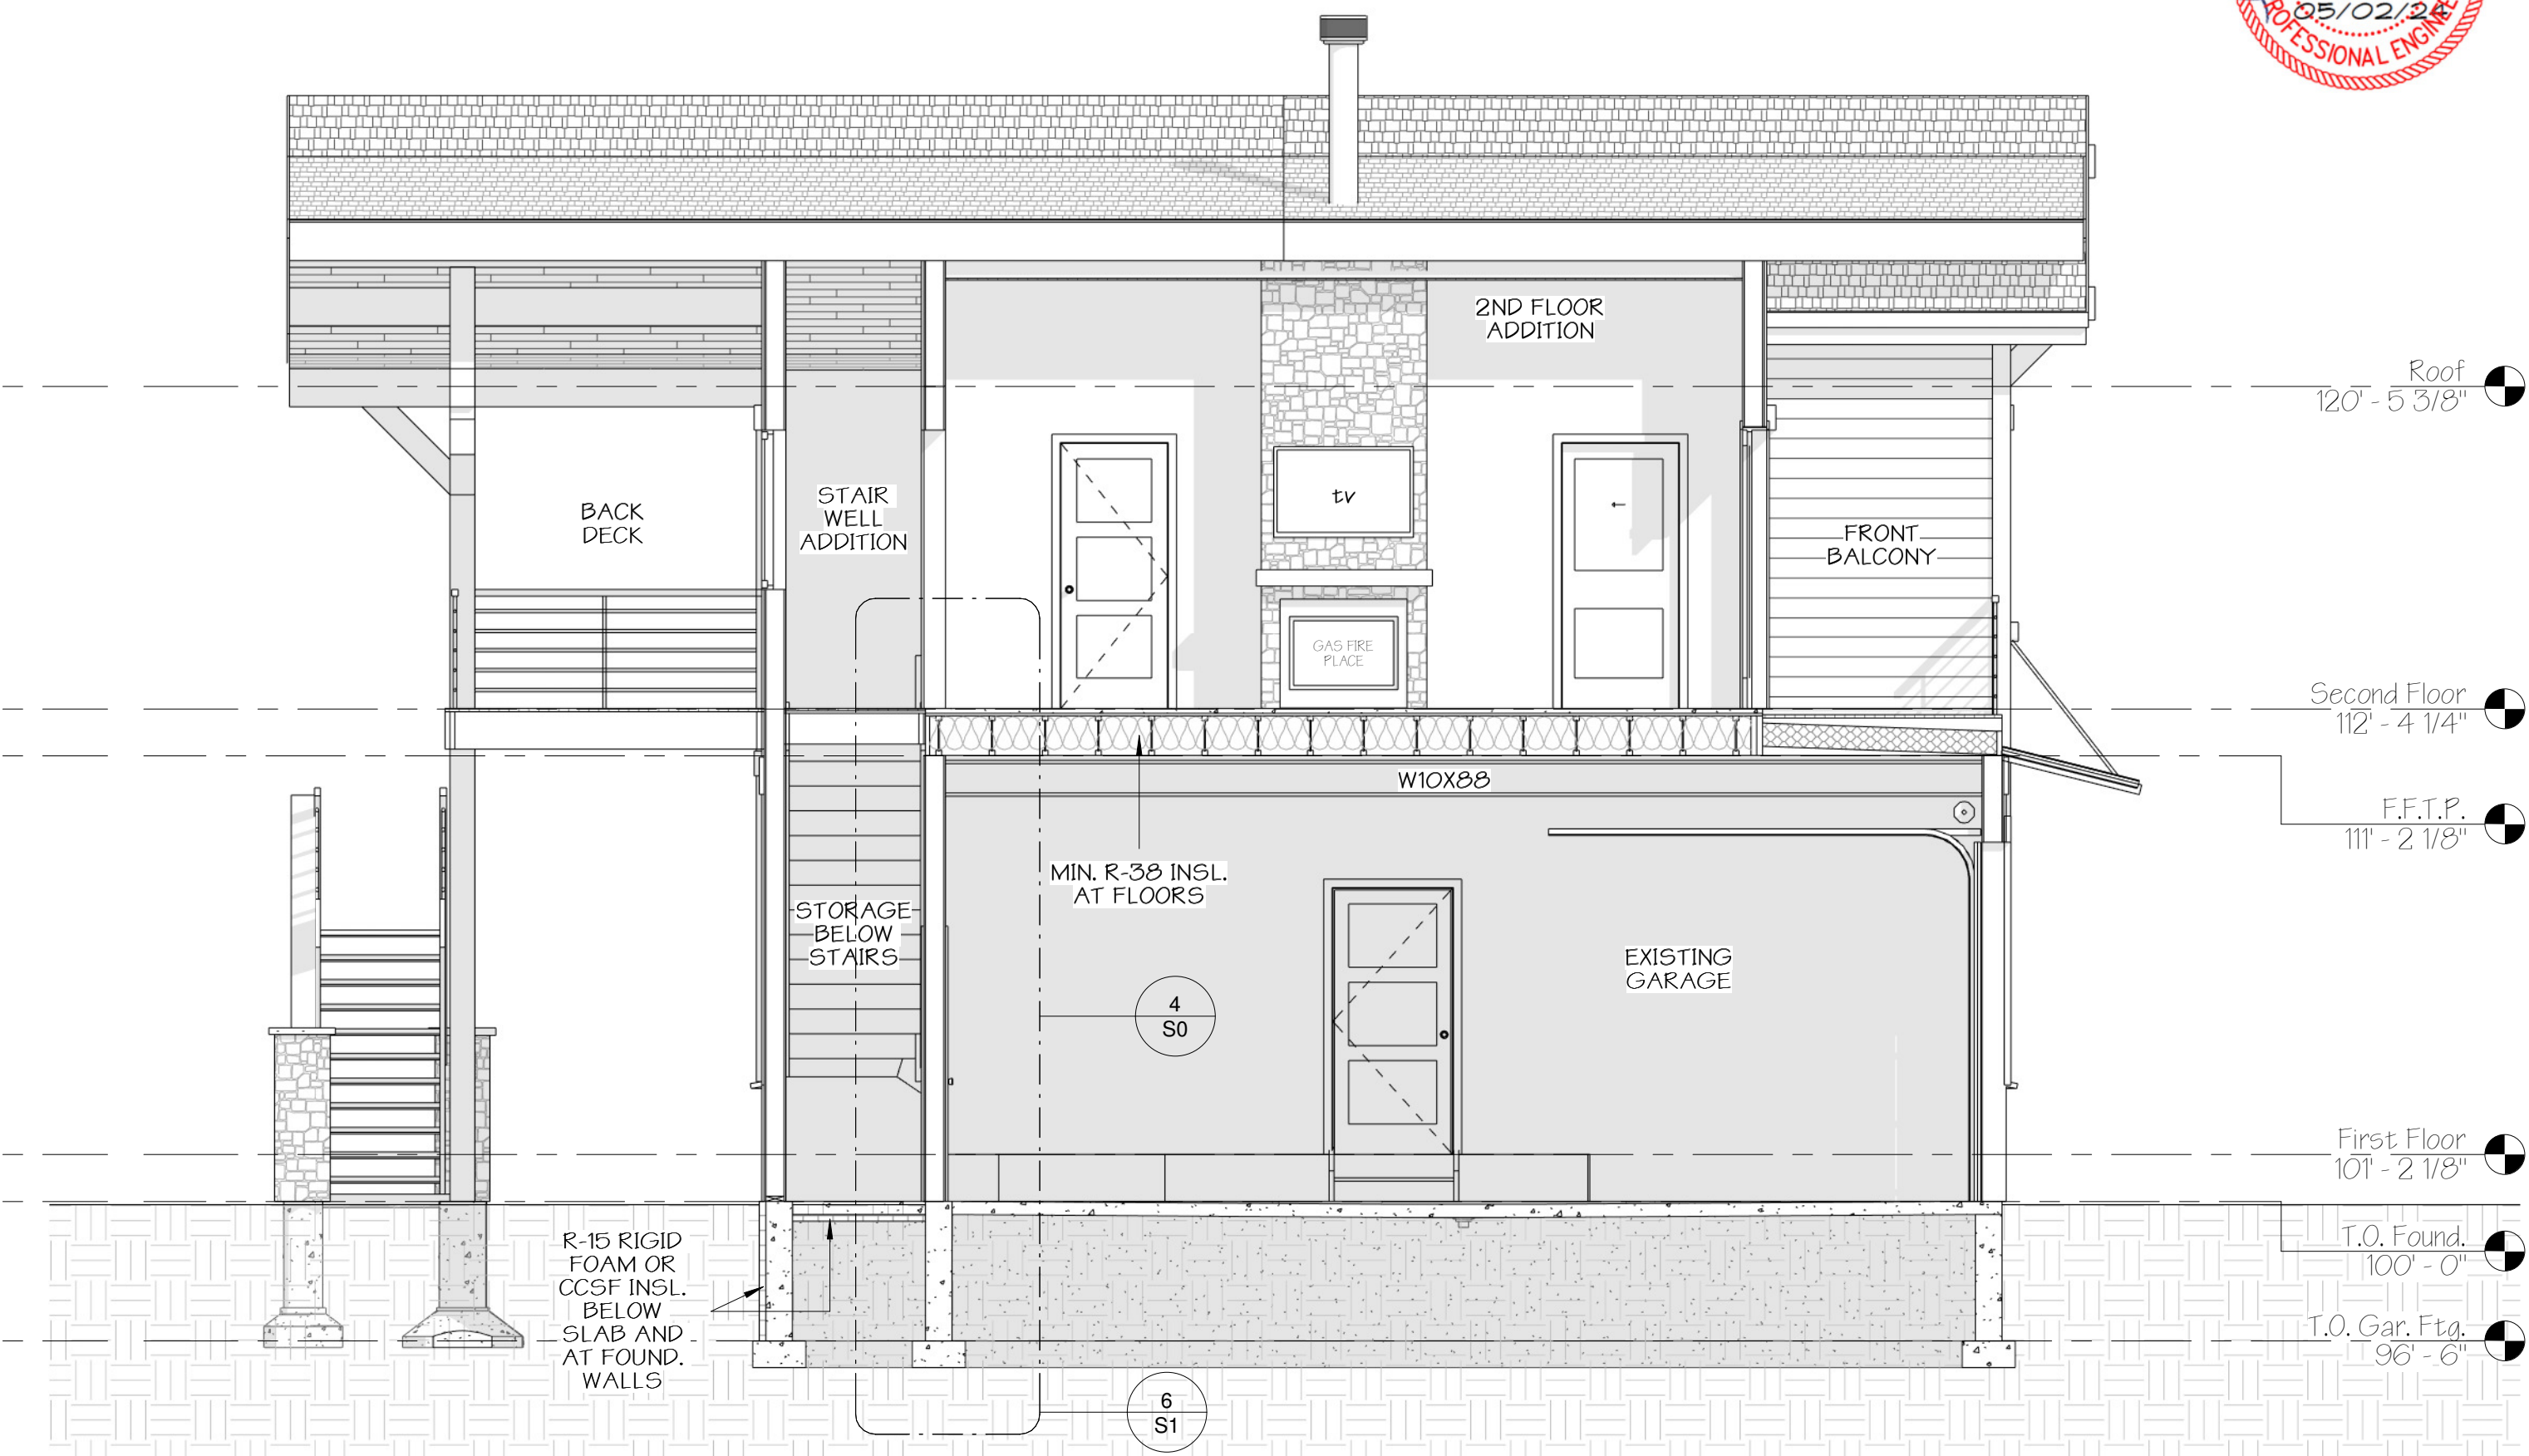 05/02/24
PROFESSIONAL ENGINEE
2ND FLOOR
ADDITION
Roof
120' - 5 3/8"
tv
STAIR
WELL
ADDITION
BACK
DECK
FRONT
BALCONY
GAS FIRE
PLACE
Second Floor
112' - 4 1/4"
W10X88
F.F.T.P.
111' - 2 1/8"
MIN. R-38 INSL.
AT FLOORS
STORAGE
BELOW
STAIRS
EXISTING
GARAGE
4
S0
First Floor
101' - 2 1/8"
R-15 RIGID
FOAM OR
CCSF INSL.
BELOW
SLAB AND
AT FOUND.
WALLS
T.O. Found.
100' - 0"
T.O. Gar. Ftg.
96' - 6"
6
S1